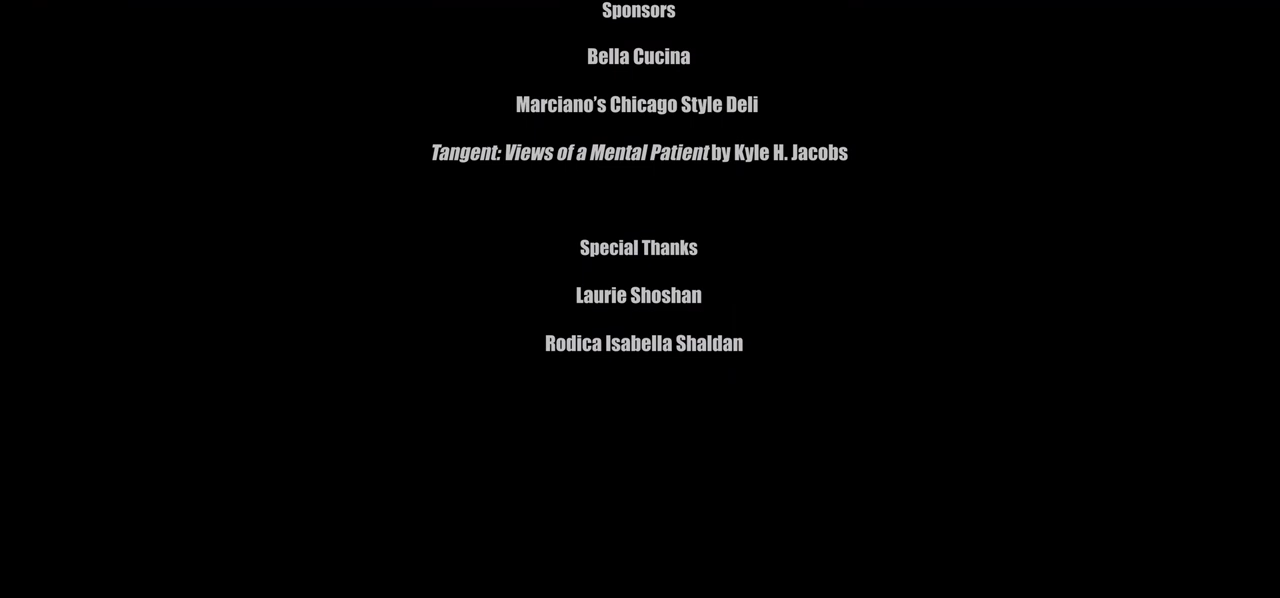 Sponsors
Bella Cucina
Marciano's Chicago Style Deli
Tangent: Views of a Mental Patient by Kyle H. Jacobs
Special Thanks
Laurie Shoshan
Rodica Isabella Shaldan